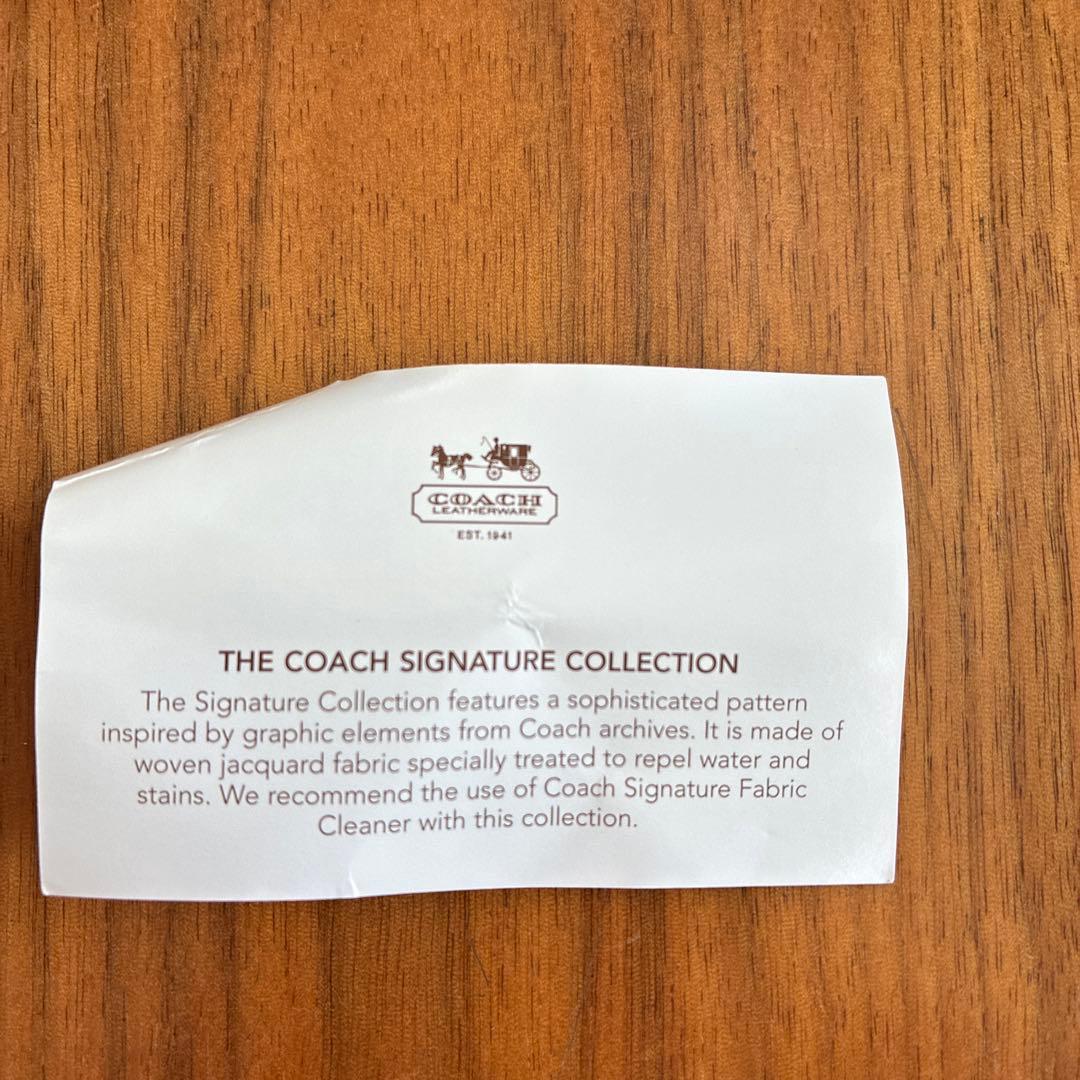 COACH
LEATHERWARE
EST. 1941
THE COACH SIGNATURE COLLECTION
The Signature Collection features a sophisticated pattern
inspired by graphic elements from Coach archives. It is made of
woven jacquard fabric specially treated to repel water and
stains. We recommend the use of Coach Signature Fabric
Cleaner with this collection.